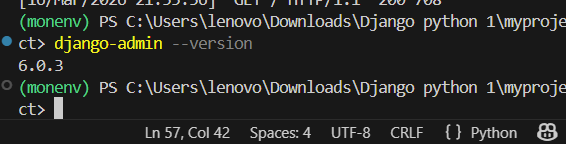 (monenv) PS C:\Users\lenovo\Downloads\Django python 1\myproje
ct> django-admin --version
6.0.3
(monenv) PS C:\Users\lenovo\Downloads\Django python 1\myproje
ct>
Ln 57, Col 42 Spaces: 4 UTF-8 CRLF { } Python